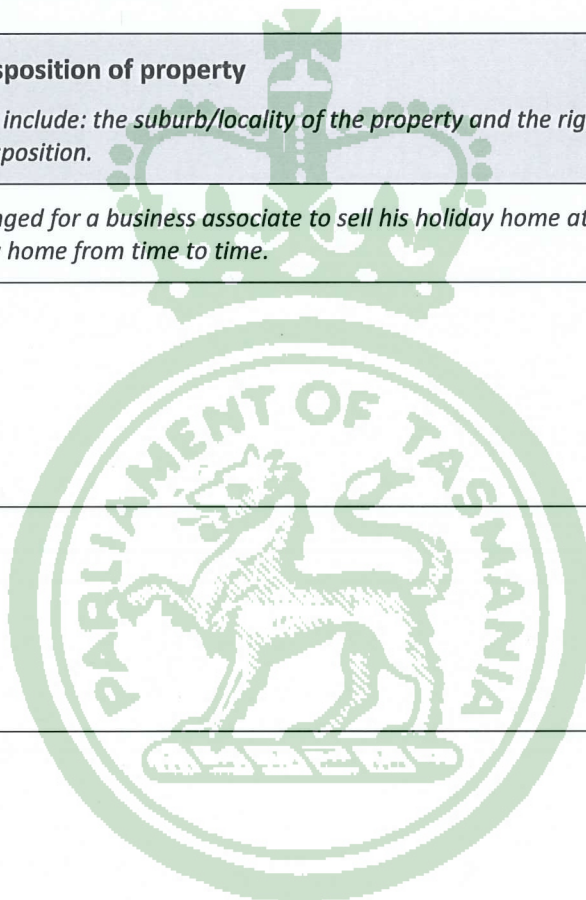 sposition of property
include: the suburb/locality of the property and the rig
position.
nged for a business associate to sell his holiday home at
home from time to time.
PARLIAMENT OF TASMANIA